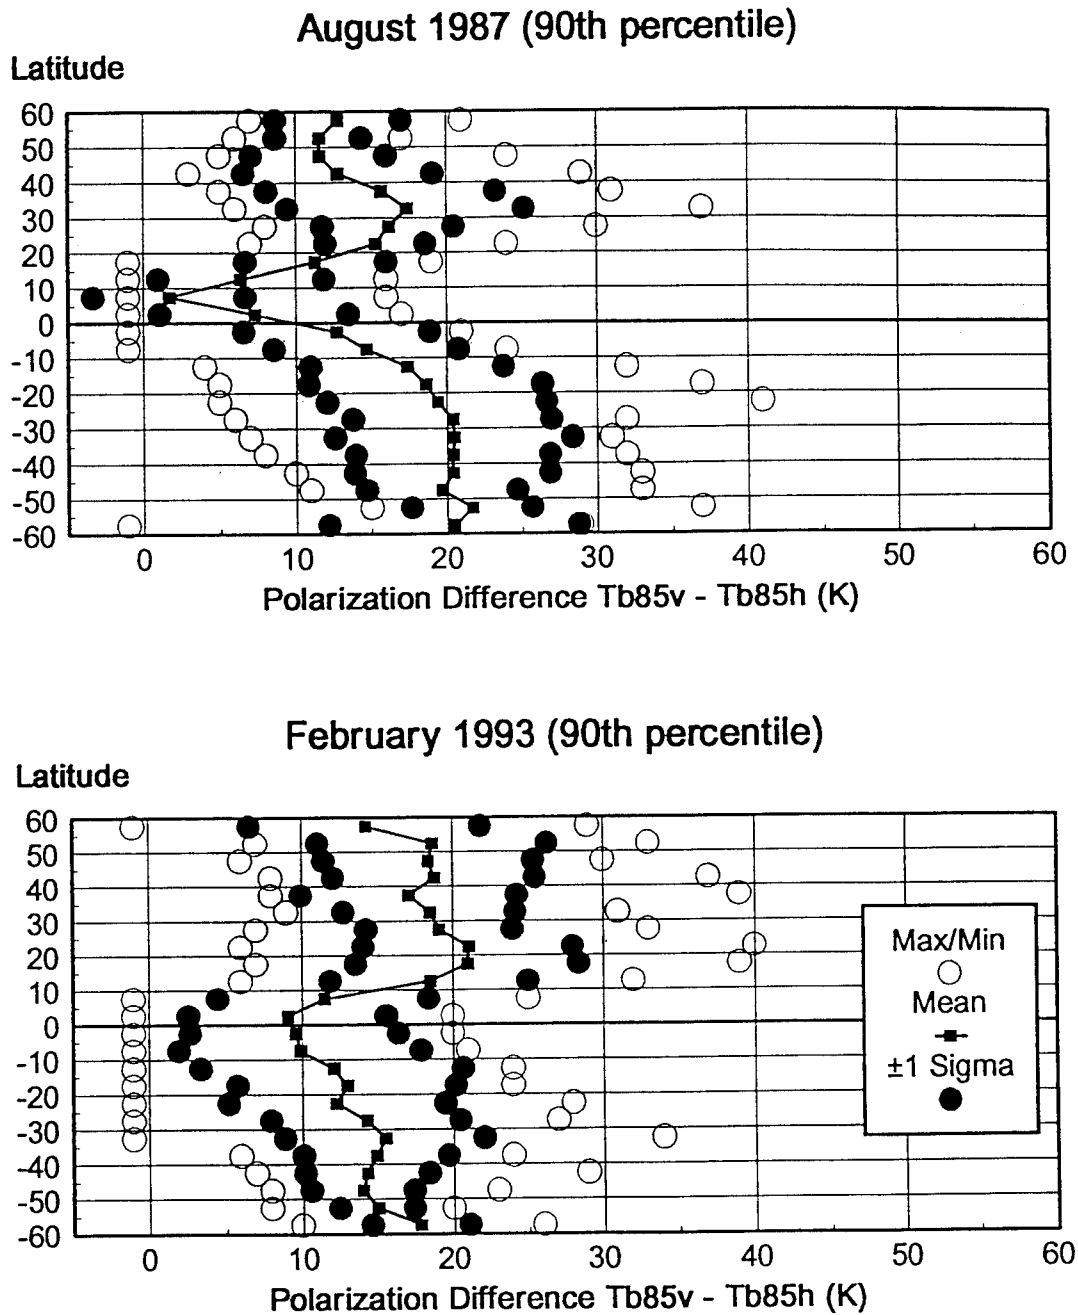 August 1987 (90th percentile)
Latitude
60
50
40
30
20
10
0
-10
-20
-30
-40
-50
-60
0 10 20 30 40 50 60
Polarization Difference Tb85v - Tb85h (K)
February 1993 (90th percentile)
Latitude
60
50
40
30
20
10
0
-10
-20
-30
-40
-50
-60
Max/Min
Mean
±1 Sigma
0 10 20 30 40 50 60
Polarization Difference Tb85v - Tb85h (K)